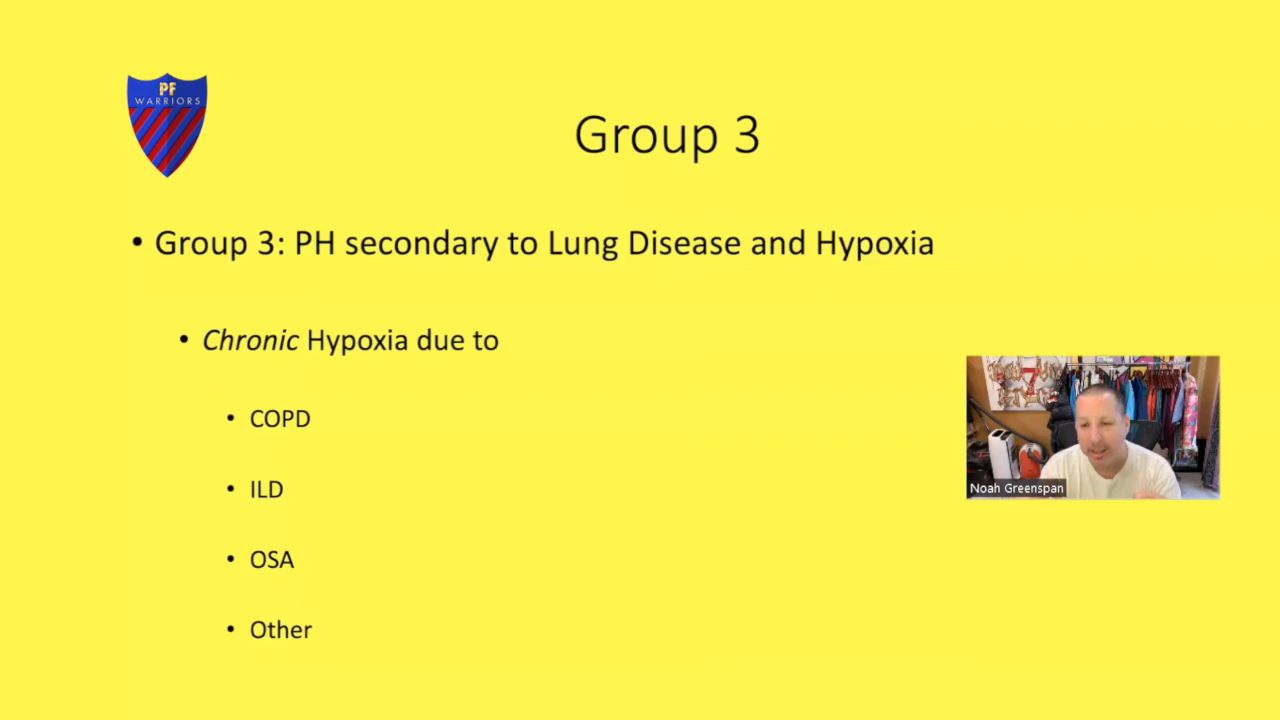 PF
WARRIORS
Group 3
• Group 3: PH secondary to Lung Disease and Hypoxia
• Chronic Hypoxia due to
• COPD
• ILD
• OSA
• Other
7
Noah Greenspan